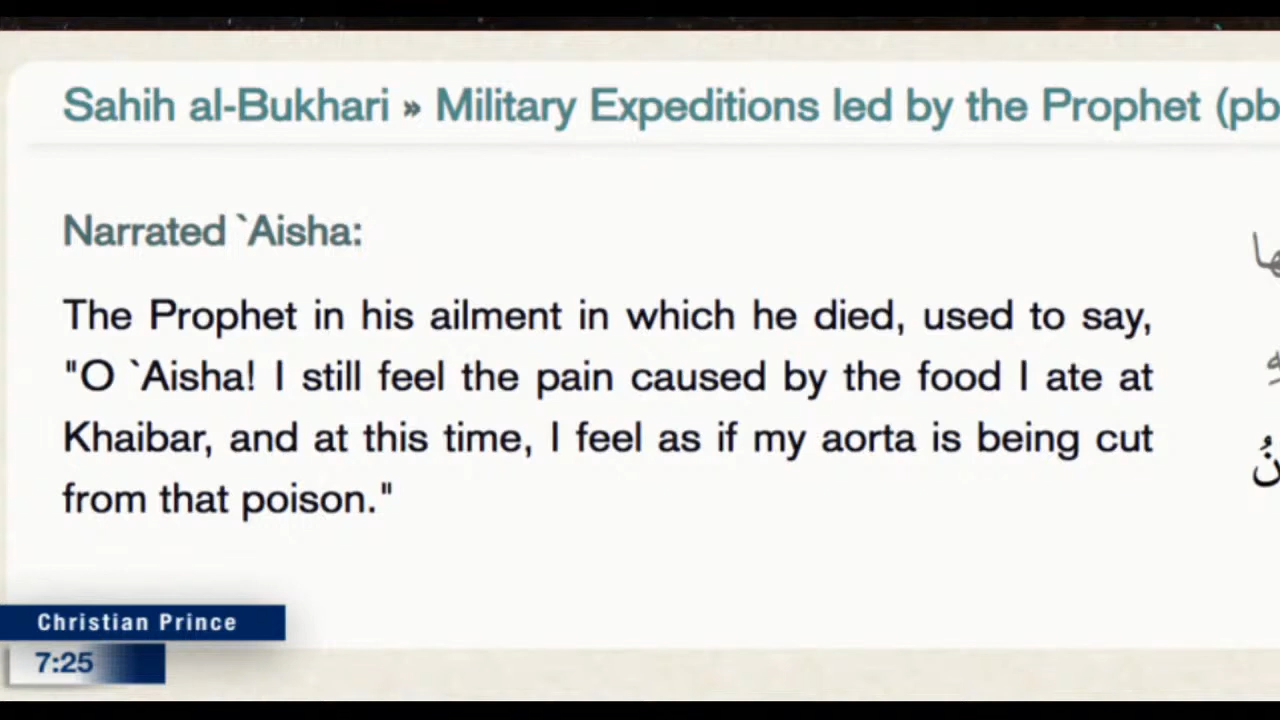 Sahih al-Bukhari » Military Expeditions led by the Prophet (pb
Narrated `Aisha:
The Prophet in his ailment in which he died, used to say,
"O `Aisha! I still feel the pain caused by the food I ate at
Khaibar, and at this time, I feel as if my aorta is being cut
from that poison."
Christian Prince
7:25